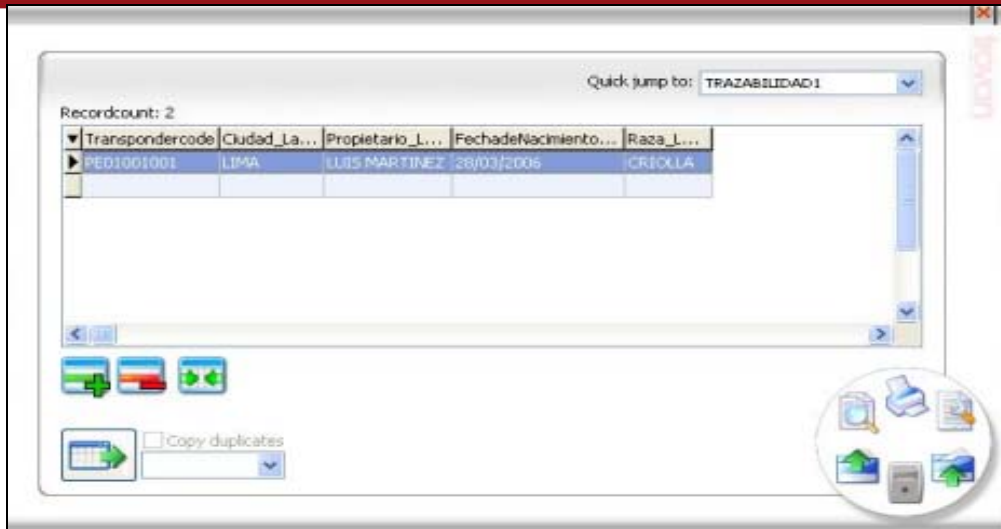 Quick jump to: TRAZABILIDAD1
Recordcount: 2
Transpondercode Ciudad_La... Propietario_L... FechadeNacimiento... Raza_L...
PE01001001 LIMA LUIS MARTINEZ 28/03/2006 CRIOLLA
Copy duplicates